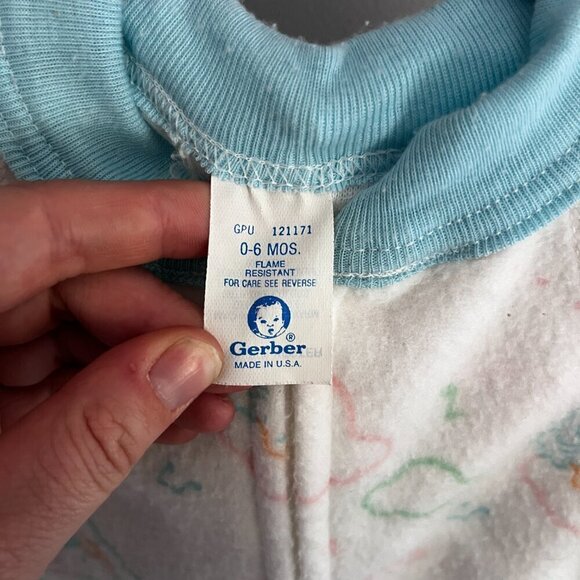 GPU 121171
0-6 MOS.
FLAME
RESISTANT
FOR CARE SEE REVERSE
®
Gerber
MADE IN U.S.A.